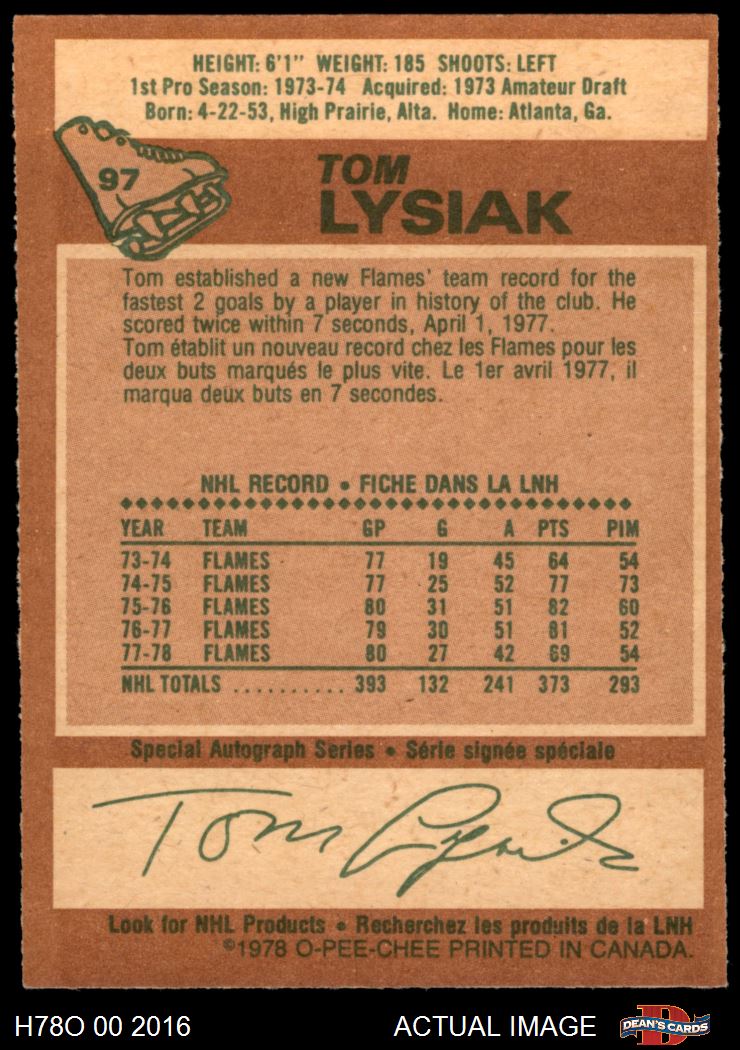 HEIGHT: 6'1" WEIGHT: 185 SHOOTS: LEFT
1st Pro Season: 1973-74 Acquired: 1973 Amateur Draft
Born: 4-22-53, High Prairie, Alta. Home: Atlanta, Ga.
97
TOM
LYSIAK
Tom established a new Flames' team record for the
fastest 2 goals by a player in history of the club. He
scored twice within 7 seconds, April 1, 1977.
Tom établit un nouveau record chez les Flames pour les
deux buts marqués le plus vite. Le 1er avril 1977, il
marqua deux buts en 7 secondes.
NHL RECORD • FICHE DANS LA LNH
YEAR TEAM GP G A PTS PIM
73-74 FLAMES 77 19 45 64 54
74-75 FLAMES 77 25 52 77 73
75-76 FLAMES 80 31 51 82 60
76-77 FLAMES 79 30 51 81 52
77-78 FLAMES 80 27 42 69 54
NHL TOTALS .......... 393 132 241 373 293
Special Autograph Series • Série signée spéciale
Tom Lysiak
Look for NHL Products • Recherchez les produits de la LNH
©1978 O-PEE-CHEE PRINTED IN CANADA.
H78O 00 2016 ACTUAL IMAGE DEAN'S CARDS